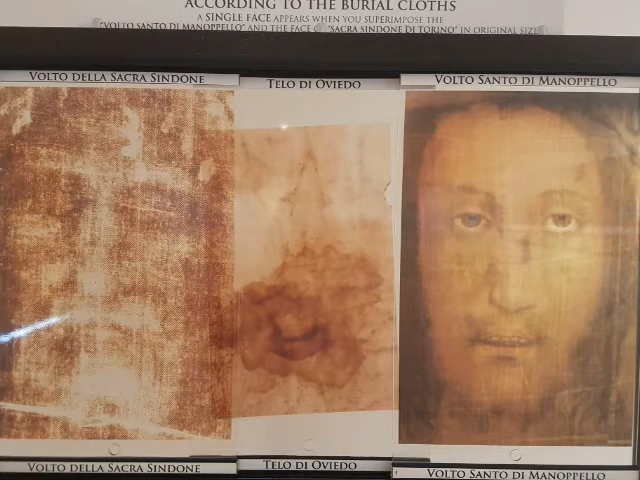 ACCORDING TO THE BURIAL CLOTHS
A SINGLE FACE APPEARS WHEN YOU SUPERIMPOSE THE
"VOLTO SANTO DI MANOPPELLO" AND THE FACE "SACRA SINDONE DI TORINO" IN ORIGINAL SIZE
VOLTO DELLA SACRA SINDONE
TELO DI OVIEDO
VOLTO SANTO DI MANOPPELLO
VOLTO DELLA SACRA SINDONE
TELO DI OVIEDO
VOLTO SANTO DI MANOPPELLO